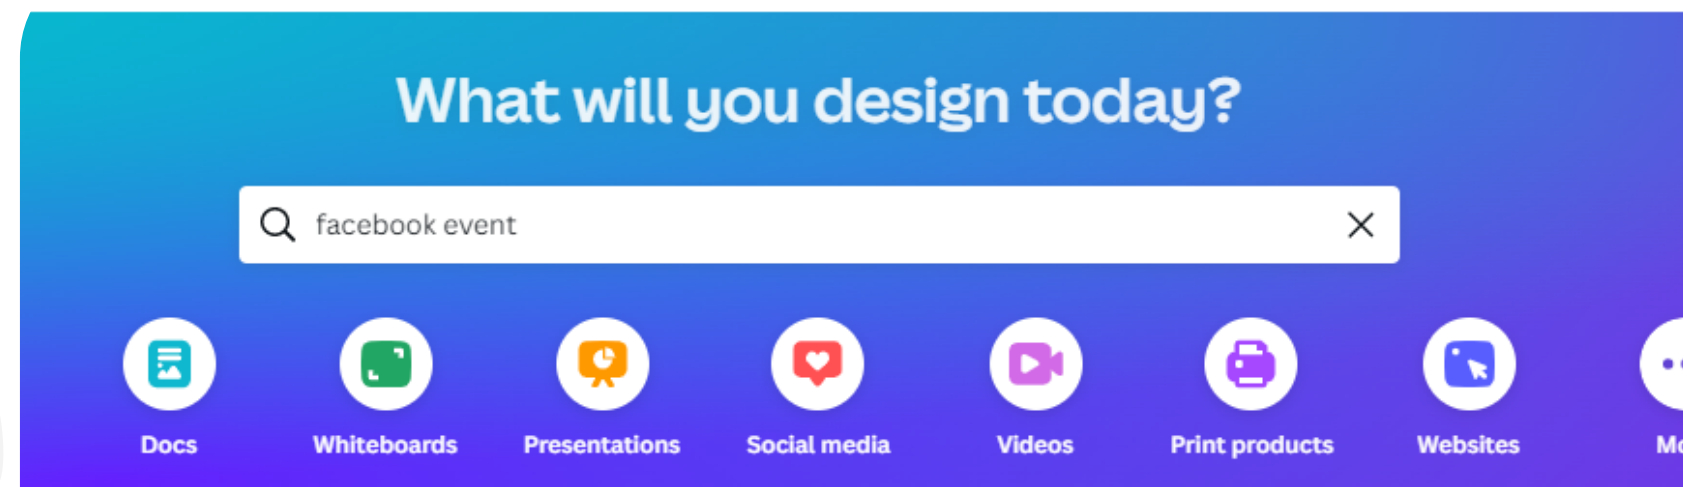 What will you design today?
facebook event
Docs Whiteboards Presentations Social media Videos Print products Websites